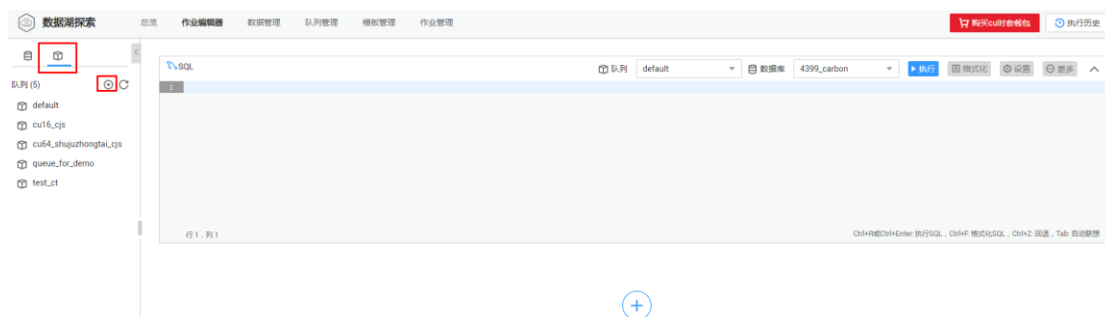 数据湖探索 总览 作业编辑器 数据管理 队列管理 模板管理 作业管理 购买cu时套餐包 执行历史
SQL 队列 default 数据库 4399_carbon 执行 格式化 设置 更多
队列 (5)
1
default
cu16_cjs
cu64_shujuzhongtai_cjs
queue_for_demo
test_ct
行 1，列 1 Ctrl+R或Ctrl+Enter: 执行SQL，Ctrl+F: 格式化SQL，Ctrl+Z: 回退，Tab: 自动联想